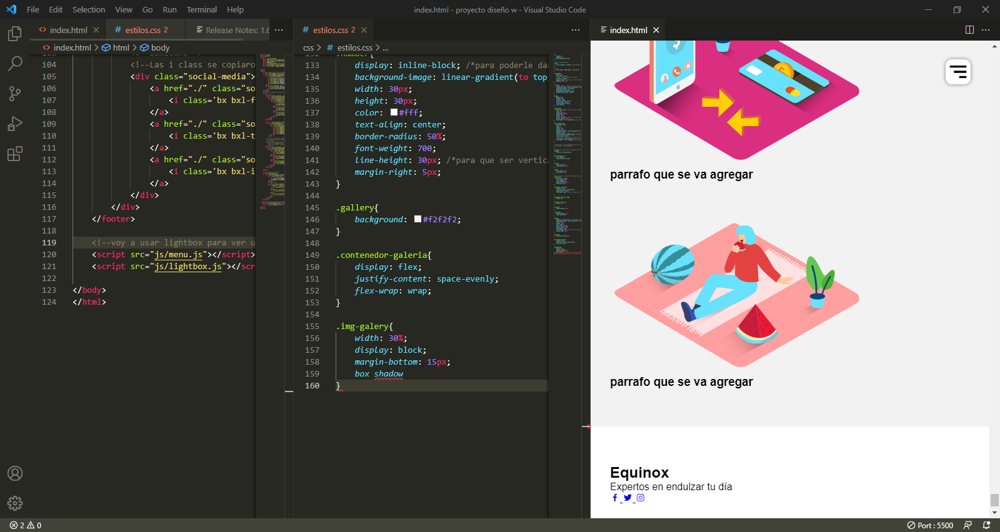 File Edit Selection View Go Run Terminal Help
index.html - proyecto diseño w - Visual Studio Code
index.html
estilos.css 2
Release Notes: 1.6
index.html > html > body
104 <!--Las i class se copiaro
105 <div class="social-media">
106 <a href="./" class="so
107 <i class='bx bxl-f
108 </a>
109 <a href="./" class="so
110 <i class='bx bxl-t
111 </a>
112 <a href="./" class="so
113 <i class='bx bxl-i
114 </a>
115 </div>
116 </div>
117 </footer>
118
119 <!--voy a usar lightbox para ver u
120 <script src="js/menu.js"></script>
121 <script src="js/lightbox.js"></scr
122
123 </body>
124 </html>
estilos.css 2
css > estilos.css > ...
132 .number{
133 display: inline-block; /*para poderle da
134 background-image: linear-gradient(to top,
135 width: 30px;
136 height: 30px;
137 color: #fff;
138 text-align: center;
139 border-radius: 50%;
140 font-weight: 700;
141 line-height: 30px; /*para que ser vertic
142 margin-right: 5px;
143 }
144
145 .gallery{
146 background: #f2f2f2;
147 }
148
149 .contenedor-galeria{
150 display: flex;
151 justify-content: space-evenly;
152 flex-wrap: wrap;
153 }
154
155 .img-galery{
156 width: 30%;
157 display: block;
158 margin-bottom: 15px;
159 box shadow
160 }
index.html
parrafo que se va agregar
parrafo que se va agregar
Equinox
Expertos en endulzar tu día
2 0
Port : 5500